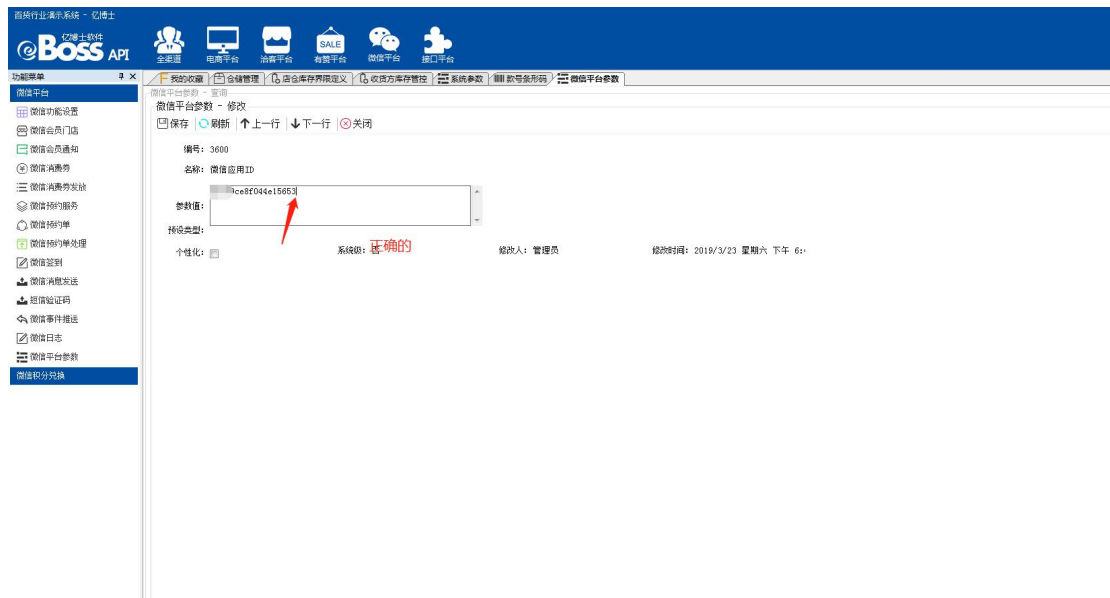 百货行业演示系统 - 亿博士
亿博士软件
@BOSS API
全渠道
电商平台
洽客平台
SALE
有赞平台
微信平台
接口平台
功能菜单
我的收藏 仓储管理 店仓库存界限定义 收货方库存管控 系统参数 款号条形码 微信平台参数
微信平台
微信平台参数 - 查询
微信功能设置
微信平台参数 - 修改
微信会员门店
保存 刷新 上一行 下一行 关闭
微信会员通知
编号: 3600
微信消费券
名称: 微信应用ID
微信消费券发放
ce8f044e15653
微信预约服务
参数值:
微信预约单
预设类型:
微信预约单处理
个性化:
系统级: 否
正确的
修改人: 管理员
修改时间: 2019/3/23 星期六 下午 6:
微信签到
微信消息发送
短信验证码
微信事件推送
微信日志
微信平台参数
微信积分兑换